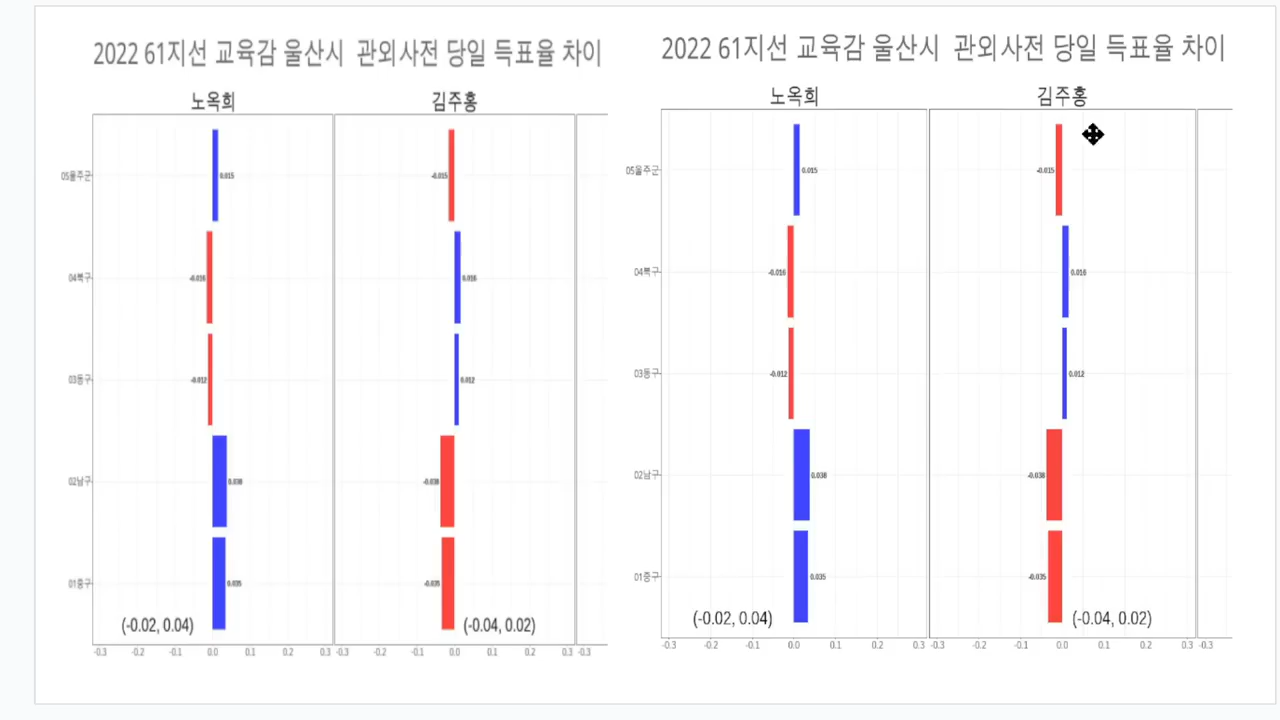 2022 61지선 교육감 울산시 관외사전 당일 득표율 차이
노옥희 김주홍
05울주군 0.015 -0.015
04북구 -0.016 0.016
03동구 -0.012 0.012
02남구 0.038 -0.038
01중구 0.035 -0.035
(-0.02, 0.04) (-0.04, 0.02)
-0.3 -0.2 -0.1 0.0 0.1 0.2 0.3 -0.3 -0.2 -0.1 0.0 0.1 0.2 0.3 -0.3
2022 61지선 교육감 울산시 관외사전 당일 득표율 차이
노옥희 김주홍
05울주군 0.015 -0.015
04북구 -0.016 0.016
03동구 -0.012 0.012
02남구 0.038 -0.038
01중구 0.035 -0.035
(-0.02, 0.04) (-0.04, 0.02)
-0.3 -0.2 -0.1 0.0 0.1 0.2 0.3 -0.3 -0.2 -0.1 0.0 0.1 0.2 0.3 -0.3